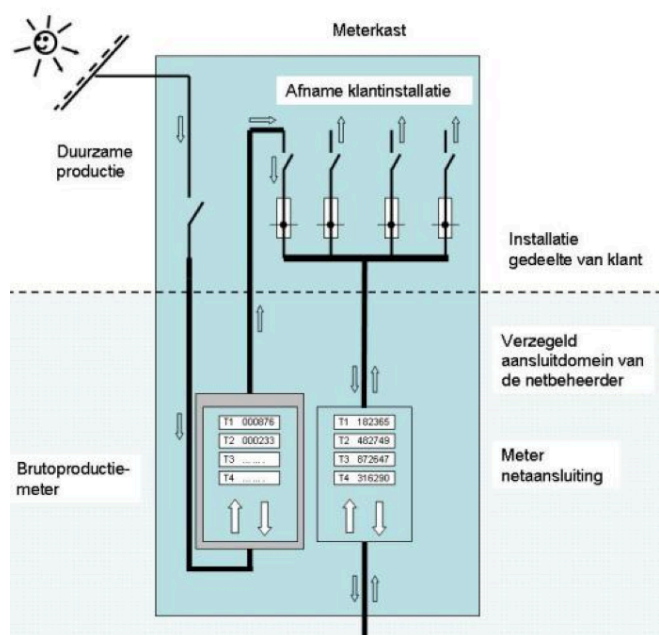 Meterkast
Afname klantinstallatie
Duurzame
productie
Installatie
gedeelte van klant
Verzegeld
aansluitdomein van
de netbeheerder
T1 000876
T2 000233
T3 .......
T4 .......
T1 182365
T2 482749
T3 872647
T4 316290
Brutoproductie-
meter
Meter
netaansluiting